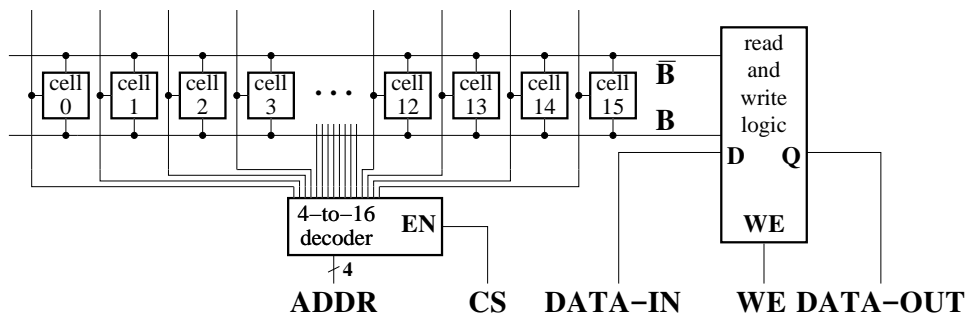 cell 0
cell 1
cell 2
cell 3
...
cell 12
cell 13
cell 14
cell 15
B̅
B
read
and
write
logic
D Q
WE
4−to−16
decoder
EN
4
ADDR CS DATA−IN WE DATA−OUT